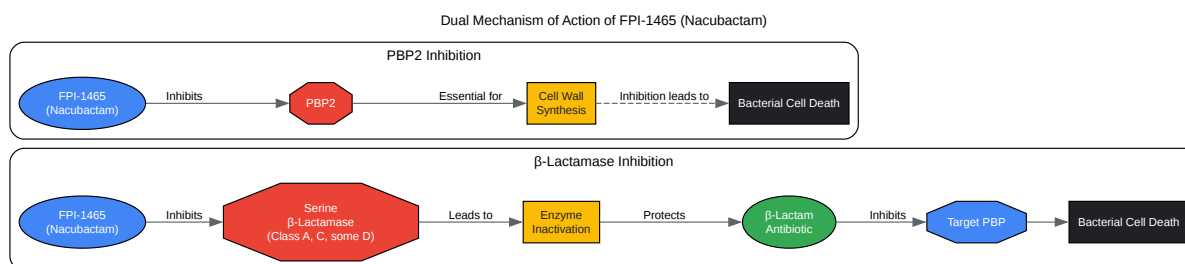 Dual Mechanism of Action of FPI-1465 (Nacubactam)
PBP2 Inhibition
FPI-1465
(Nacubactam)
Inhibits
PBP2
Essential for
Cell Wall
Synthesis
Inhibition leads to
Bacterial Cell Death
β-Lactamase Inhibition
FPI-1465
(Nacubactam)
Inhibits
Serine
β-Lactamase
(Class A, C, some D)
Leads to
Enzyme
Inactivation
Protects
β-Lactam
Antibiotic
Inhibits
Target PBP
Bacterial Cell Death